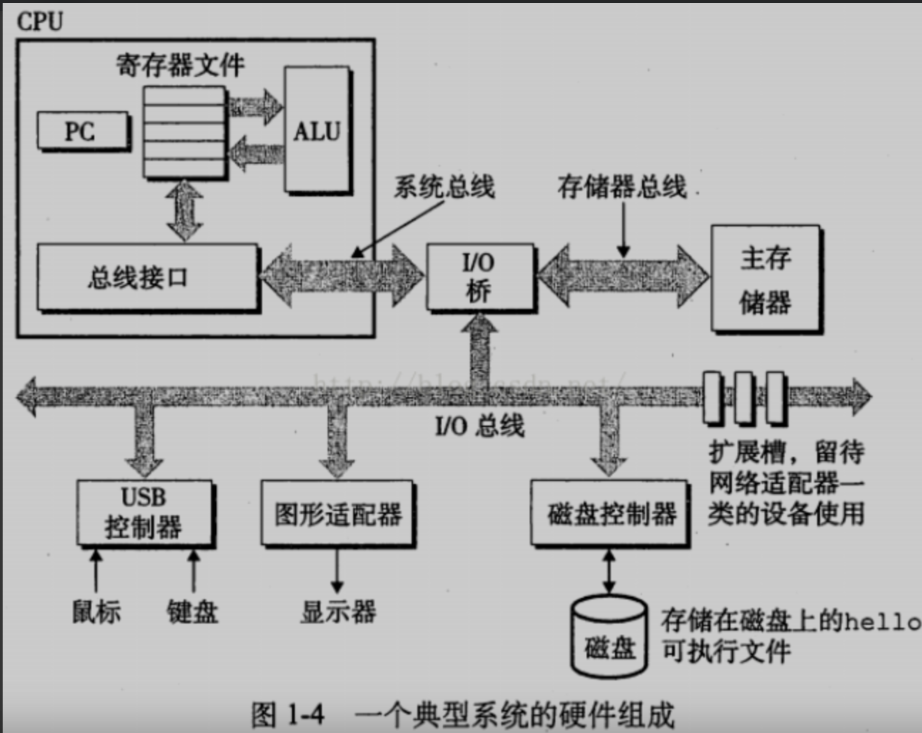 CPU
寄存器文件
PC
ALU
系统总线
存储器总线
总线接口
I/O
桥
主存
储器
I/O 总线
扩展槽，留待
网络适配器一
类的设备使用
USB
控制器
图形适配器
磁盘控制器
鼠标
键盘
显示器
磁盘
存储在磁盘上的hello
可执行文件
图 1-4 一个典型系统的硬件组成